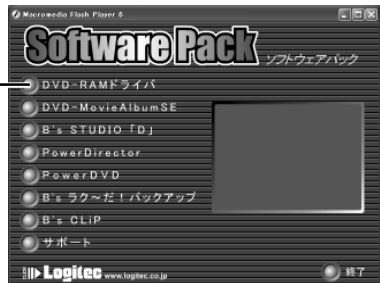 Macromedia Flash Player 6
Software Pack
ソフトウェアパック
DVD-RAMドライバ
DVD-MovieAlbumSE
B's STUDIO「D」
PowerDirector
PowerDVD
B's ラク～だ！バックアップ
B's CLiP
サポート
Logitec www.logitec.co.jp
終了